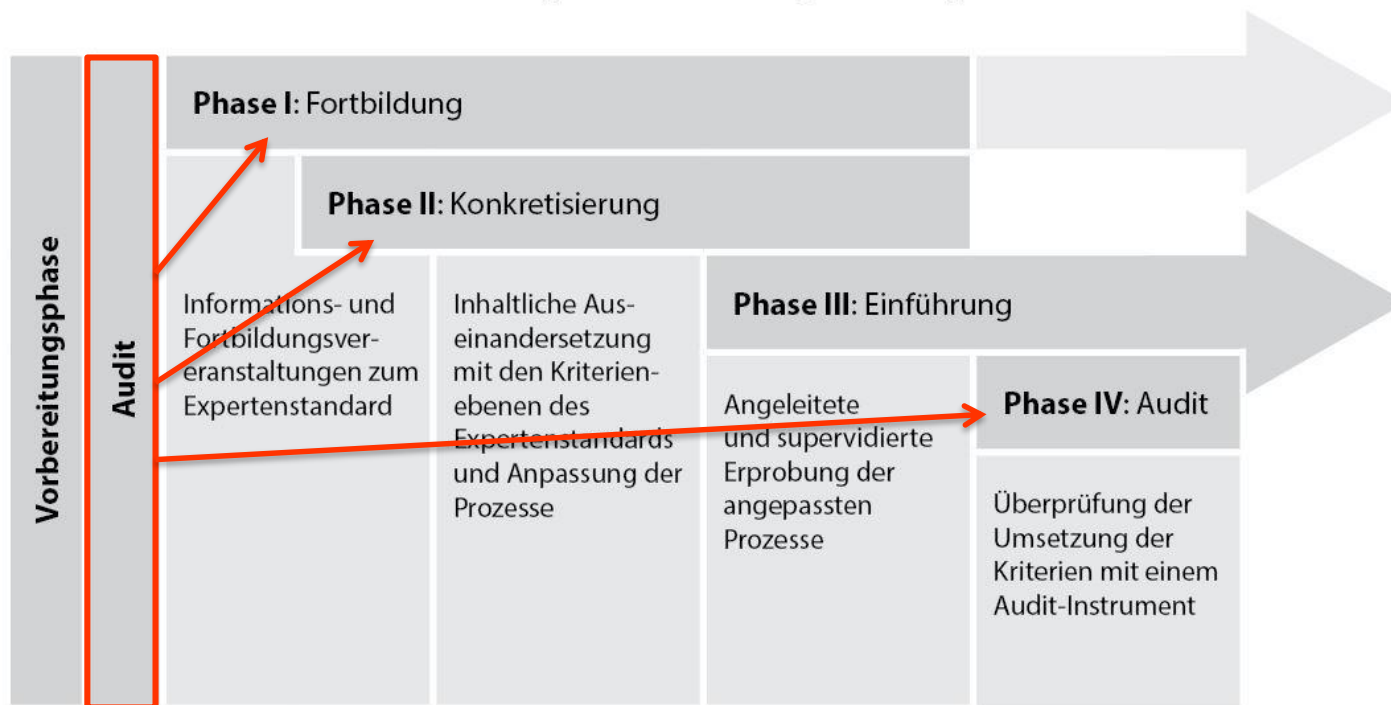 Vorbereitungsphase
Audit
Phase I: Fortbildung
Phase II: Konkretisierung
Informations- und
Fortbildungsver-
eranstaltungen zum
Expertenstandard
Inhaltliche Aus-
einandersetzung
mit den Kriterien-
ebenen des
Expertenstandards
und Anpassung der
Prozesse
Phase III: Einführung
Angeleitete
und supervidierte
Erprobung der
angepassten
Prozesse
Phase IV: Audit
Überprüfung der
Umsetzung der
Kriterien mit einem
Audit-Instrument